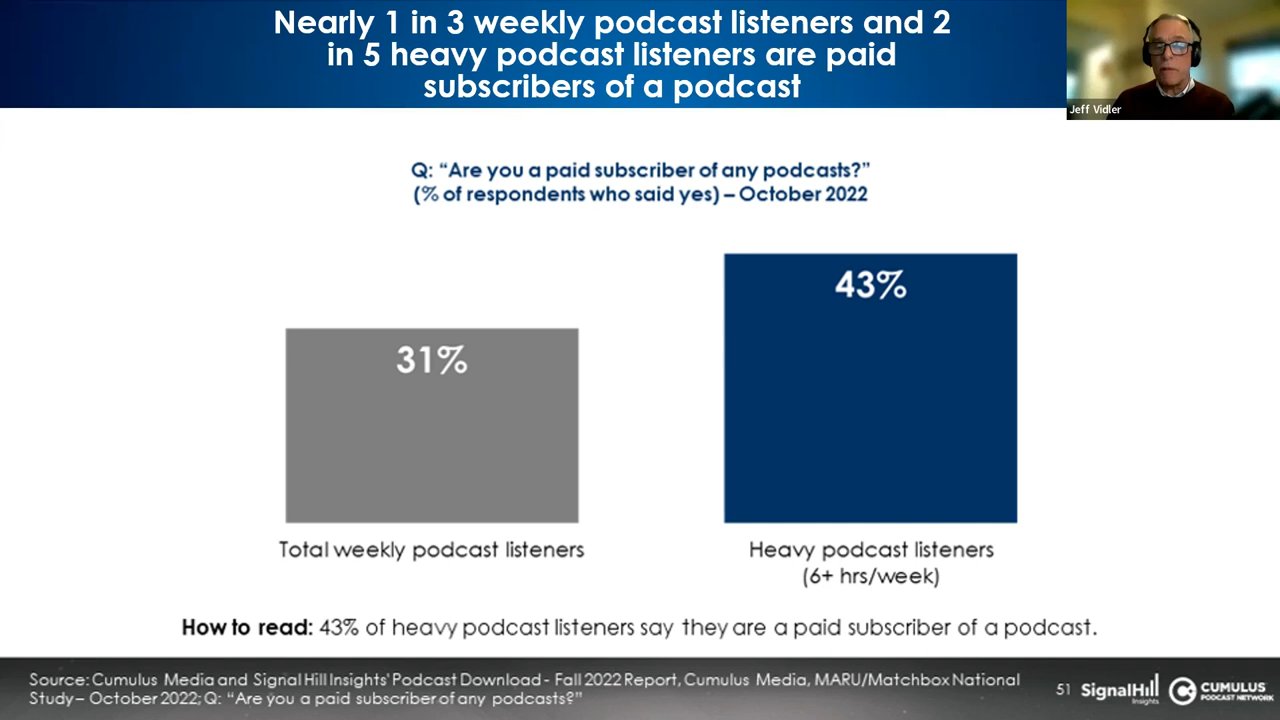 Nearly 1 in 3 weekly podcast listeners and 2
in 5 heavy podcast listeners are paid
subscribers of a podcast
Jeff Vidler
Q: “Are you a paid subscriber of any podcasts?”
(% of respondents who said yes) – October 2022
31%
43%
Total weekly podcast listeners
Heavy podcast listeners
(6+ hrs/week)
How to read: 43% of heavy podcast listeners say they are a paid subscriber of a podcast.
Source: Cumulus Media and Signal Hill Insights' Podcast Download - Fall 2022 Report, Cumulus Media, MARU/Matchbox National
Study – October 2022; Q: “Are you a paid subscriber of any podcasts?”
51
SignalHill
Insights
CUMULUS
PODCAST NETWORK